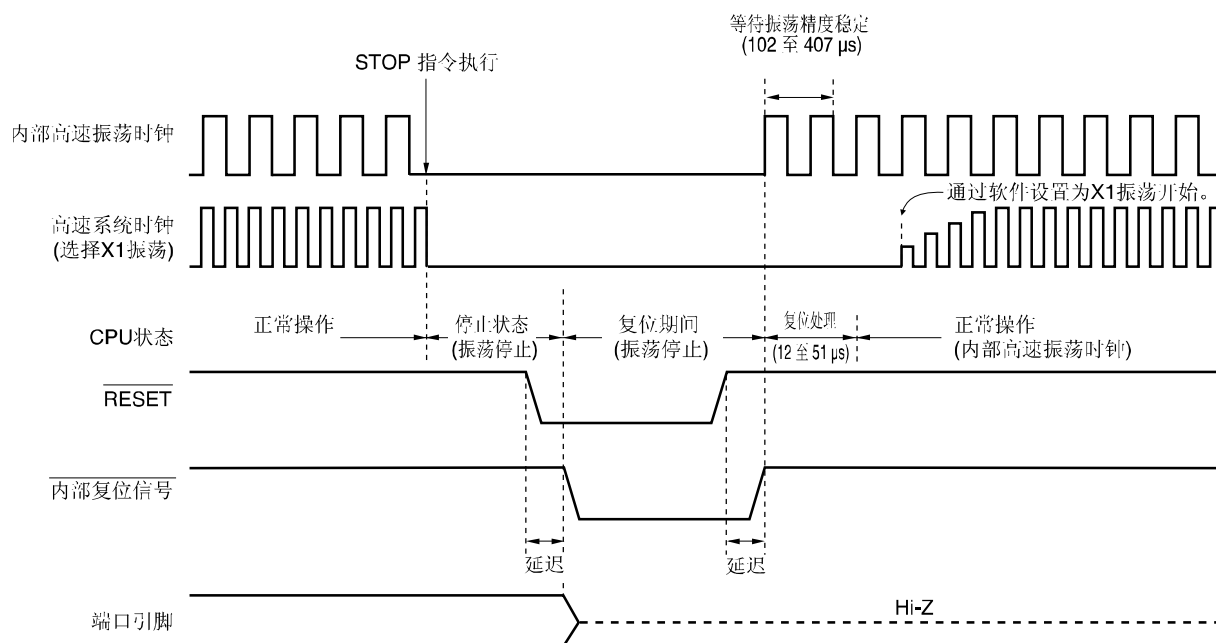 等待振荡精度稳定
(102 至 407 μs)
STOP 指令执行
内部高速振荡时钟
通过软件设置为X1振荡开始。
高速系统时钟
(选择X1振荡)
CPU状态
正常操作
停止状态
(振荡停止)
复位期间
(振荡停止)
复位处理
(12 至 51 μs)
正常操作
(内部高速振荡时钟)
RESET
内部复位信号
延迟
延迟
端口引脚
Hi-Z